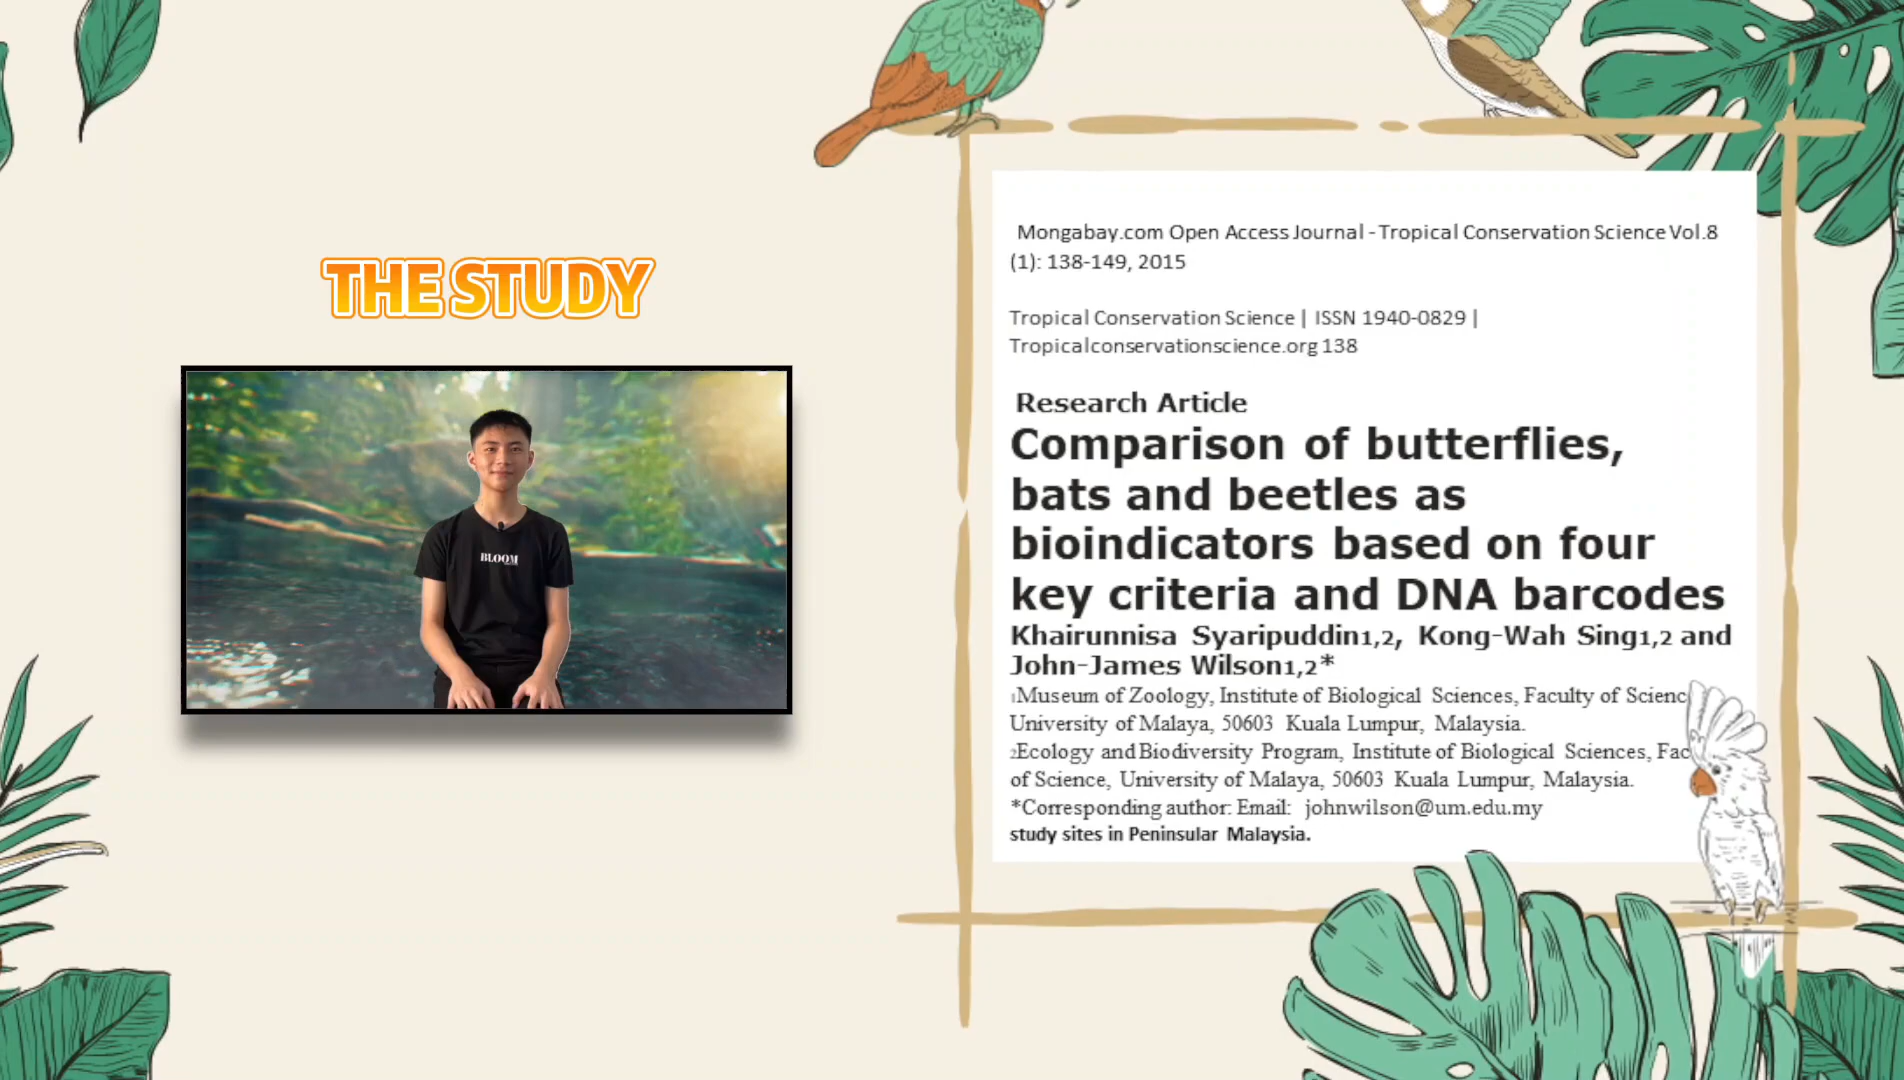 THE STUDY
BLOOM
Mongabay.com Open Access Journal - Tropical Conservation Science Vol.8
(1): 138-149, 2015
Tropical Conservation Science | ISSN 1940-0829 |
Tropicalconservationscience.org 138
Research Article
Comparison of butterflies,
bats and beetles as
bioindicators based on four
key criteria and DNA barcodes
Khairunnisa Syaripuddin1,2, Kong-Wah Sing1,2 and
John-James Wilson1,2*
1Museum of Zoology, Institute of Biological Sciences, Faculty of Scienc
University of Malaya, 50603 Kuala Lumpur, Malaysia.
2Ecology and Biodiversity Program, Institute of Biological Sciences, Fac
of Science, University of Malaya, 50603 Kuala Lumpur, Malaysia.
*Corresponding author: Email: johnwilson@um.edu.my
study sites in Peninsular Malaysia.